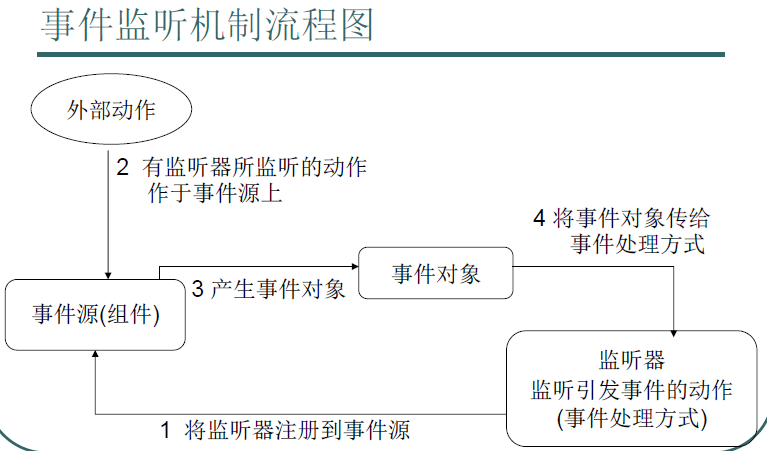 事件监听机制流程图
外部动作
2 有监听器所监听的动作
作于事件源上
4 将事件对象传给
事件处理方式
事件对象
3 产生事件对象
事件源(组件)
监听器
监听引发事件的动作
(事件处理方式)
1 将监听器注册到事件源